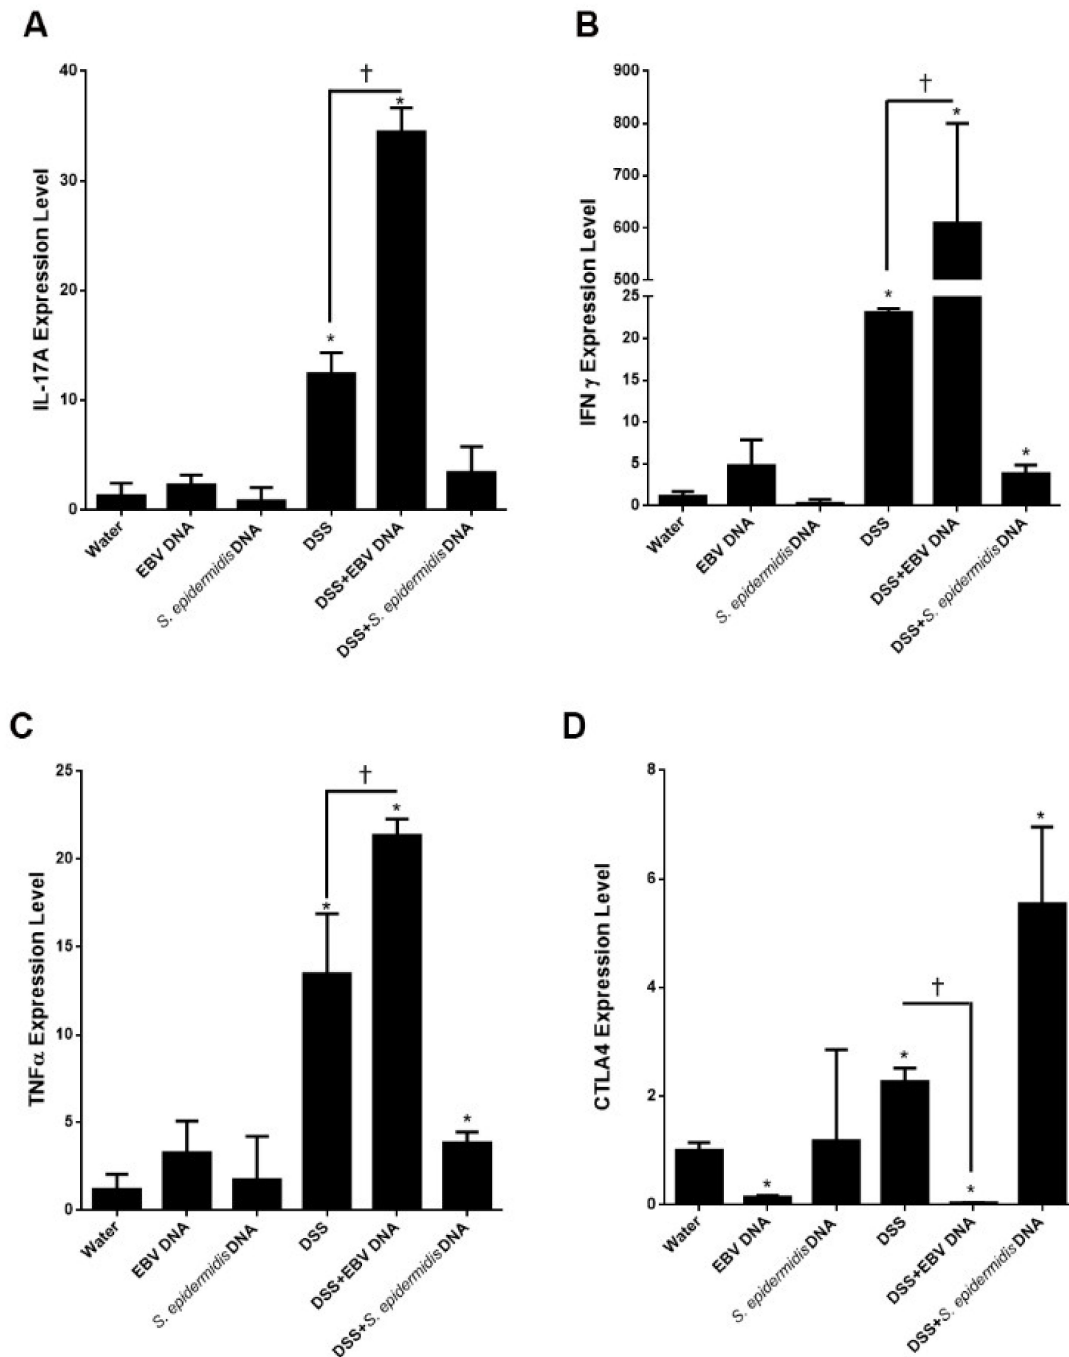 A
IL-17A Expression Level
40
30
20
10
0
†
*
*
Water
EBV DNA
S. epidermidis DNA
DSS
DSS+EBV DNA
DSS+S. epidermidis DNA
B
IFN γ Expression Level
900
800
700
600
500
25
20
15
10
5
0
†
*
*
*
Water
EBV DNA
S. epidermidis DNA
DSS
DSS+EBV DNA
DSS+S. epidermidis DNA
C
TNFα Expression Level
25
20
15
10
5
0
†
*
*
*
Water
EBV DNA
S. epidermidis DNA
DSS
DSS+EBV DNA
DSS+S. epidermidis DNA
D
CTLA4 Expression Level
8
6
4
2
0
†
*
*
*
*
Water
EBV DNA
S. epidermidis DNA
DSS
DSS+EBV DNA
DSS+S. epidermidis DNA